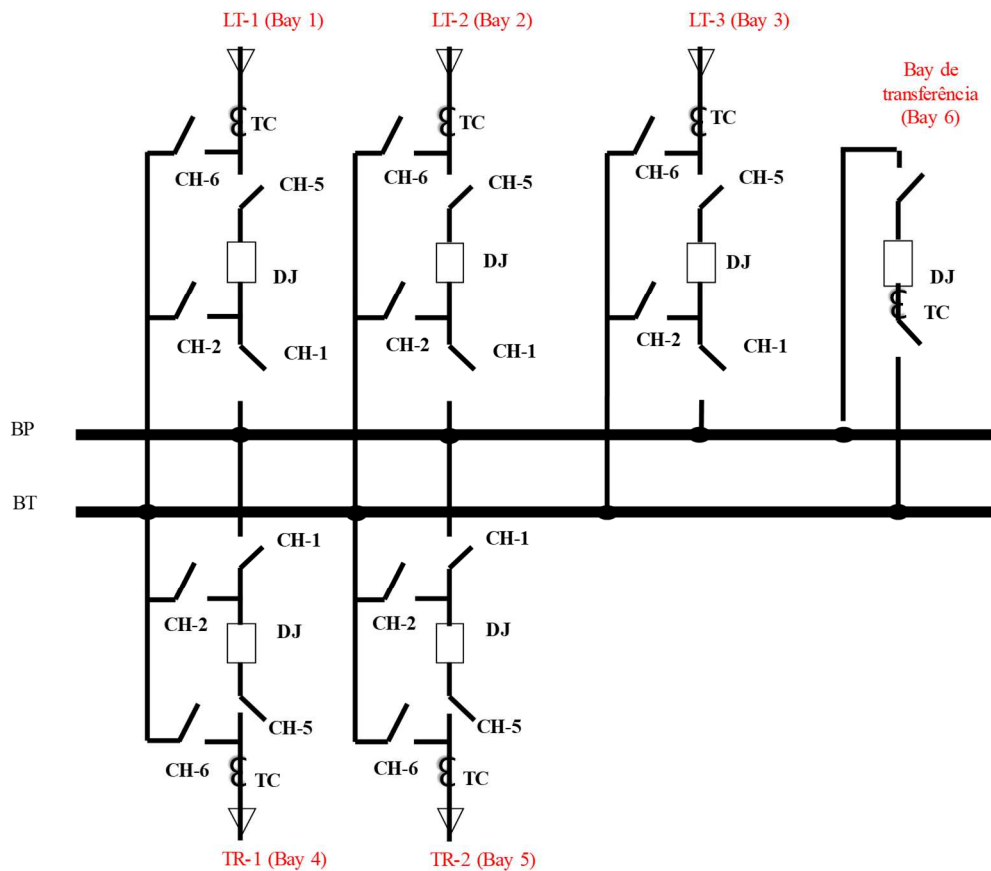 LT-1 (Bay 1)
LT-2 (Bay 2)
LT-3 (Bay 3)
Bay de
transferência
(Bay 6)
TC
TC
TC
CH-6
CH-5
CH-6
CH-5
CH-6
CH-5
DJ
DJ
DJ
DJ
TC
CH-2
CH-1
CH-2
CH-1
CH-2
CH-1
BP
BT
CH-1
CH-1
CH-2
DJ
CH-2
DJ
CH-5
CH-5
CH-6
TC
CH-6
TC
TR-1 (Bay 4)
TR-2 (Bay 5)